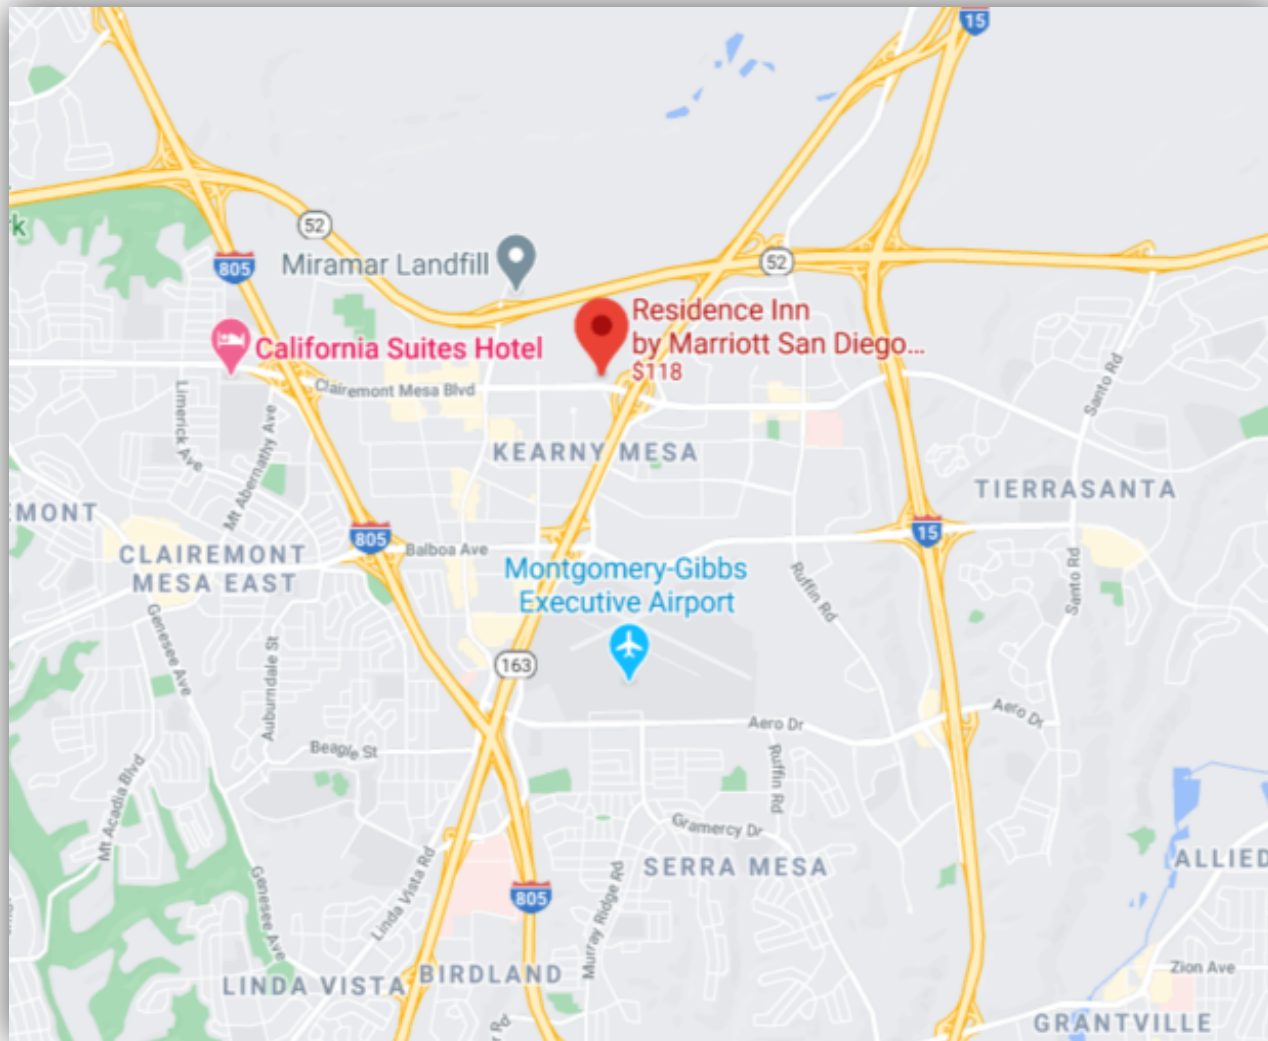 15
k
52
805
Miramar Landfill
52
Residence Inn
by Marriott San Diego...
$118
California Suites Hotel
Clairemont Mesa Blvd
Limerick Ave
Mt Abernathy Ave
Santo Rd
KEARNY MESA
TIERRASANTA
EMONT
805
15
CLAIREMONT
MESA EAST
Balboa Ave
Montgomery-Gibbs
Executive Airport
Ruffin Rd
Santo Rd
Genesee Ave
Auburndale St
163
Aero Dr
Aero Dr
Beagle St
Ruffin Rd
Mt Acadia Blvd
Gramercy Dr
SERRA MESA
ALLIED
Linda Vista Rd
Genesee Ave
805
Murray Ridge Rd
LINDA VISTA
BIRDLAND
Zion Ave
r Rd
GRANTVILLE